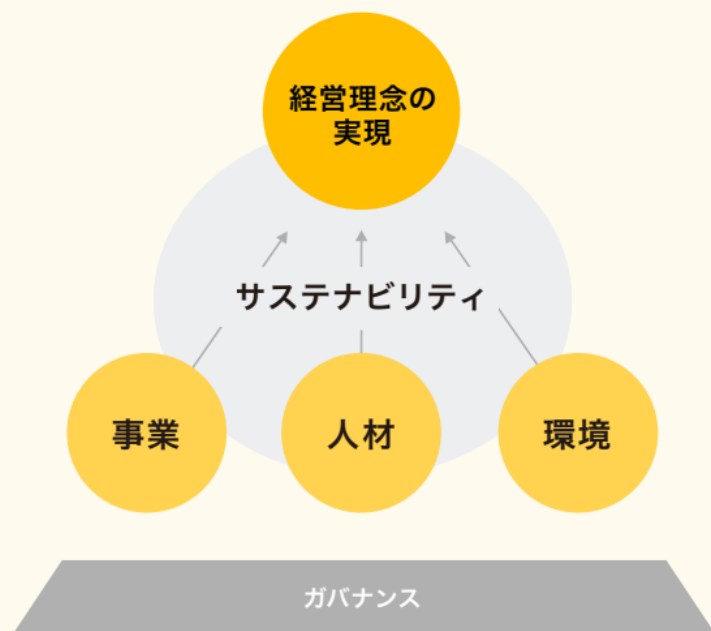 経営理念の
実現
サステナビリティ
事業
人材
環境
ガバナンス